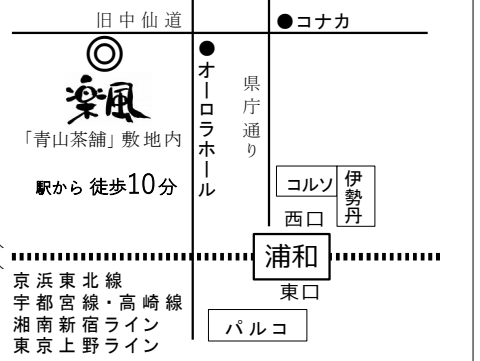 旧中仙道
●コナカ
◎
楽風
「青山茶舗」敷地内
駅から 徒歩10分
●オーロラホール
県庁通り
コルソ
伊勢丹
西口
浦和
東口
パルコ
京浜東北線
宇都宮線・高崎線
湘南新宿ライン
東京上野ライン